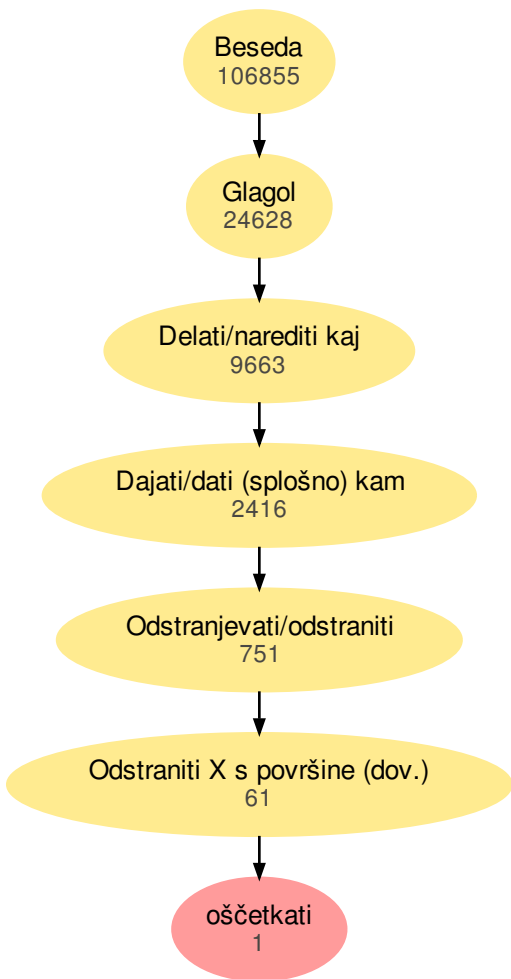 Beseda
106855
Glagol
24628
Delati/narediti kaj
9663
Dajati/dati (splošno) kam
2416
Odstranjevati/odstraniti
751
Odstraniti X s površine (dov.)
61
oščetkati
1